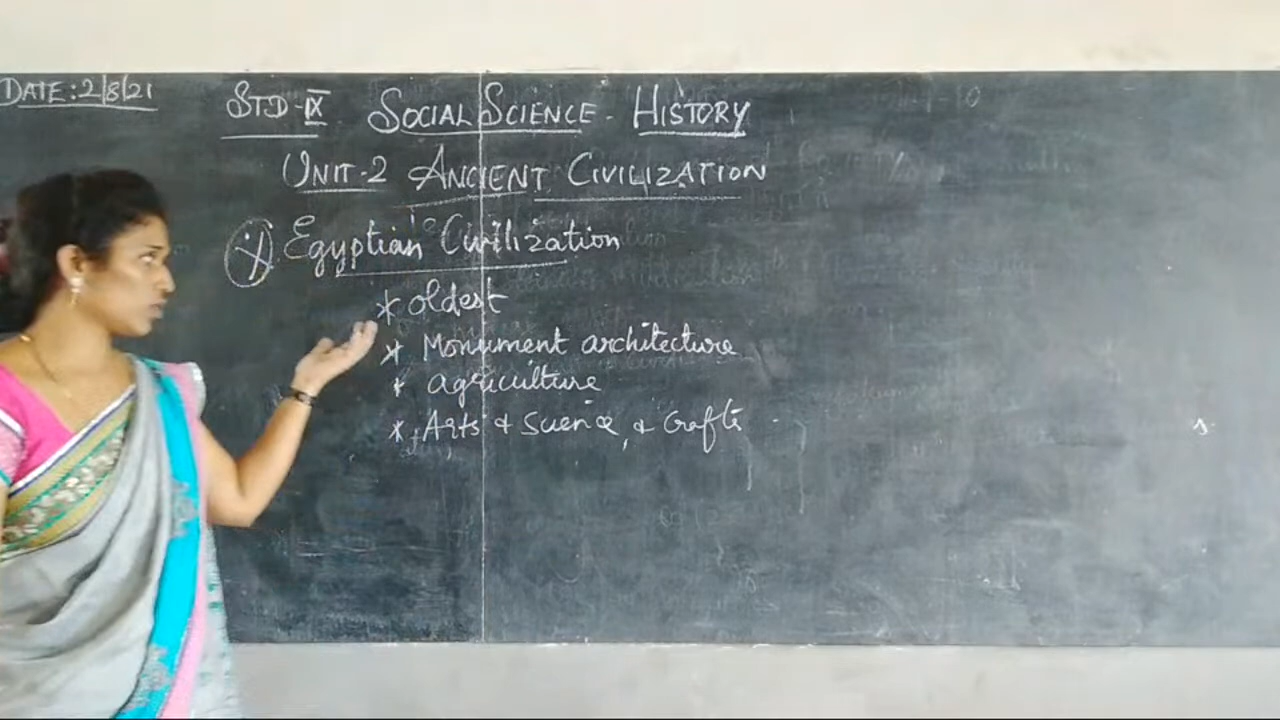 DATE: 2/8/21
STD-IX SOCIAL SCIENCE - HISTORY
UNIT-2 ANCIENT CIVILIZATION
Egyptian Civilization
* Oldest
* Monument architecture
* agriculture
* Arts & Science, & Crafts